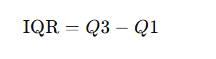 IQR = Q3 − Q1